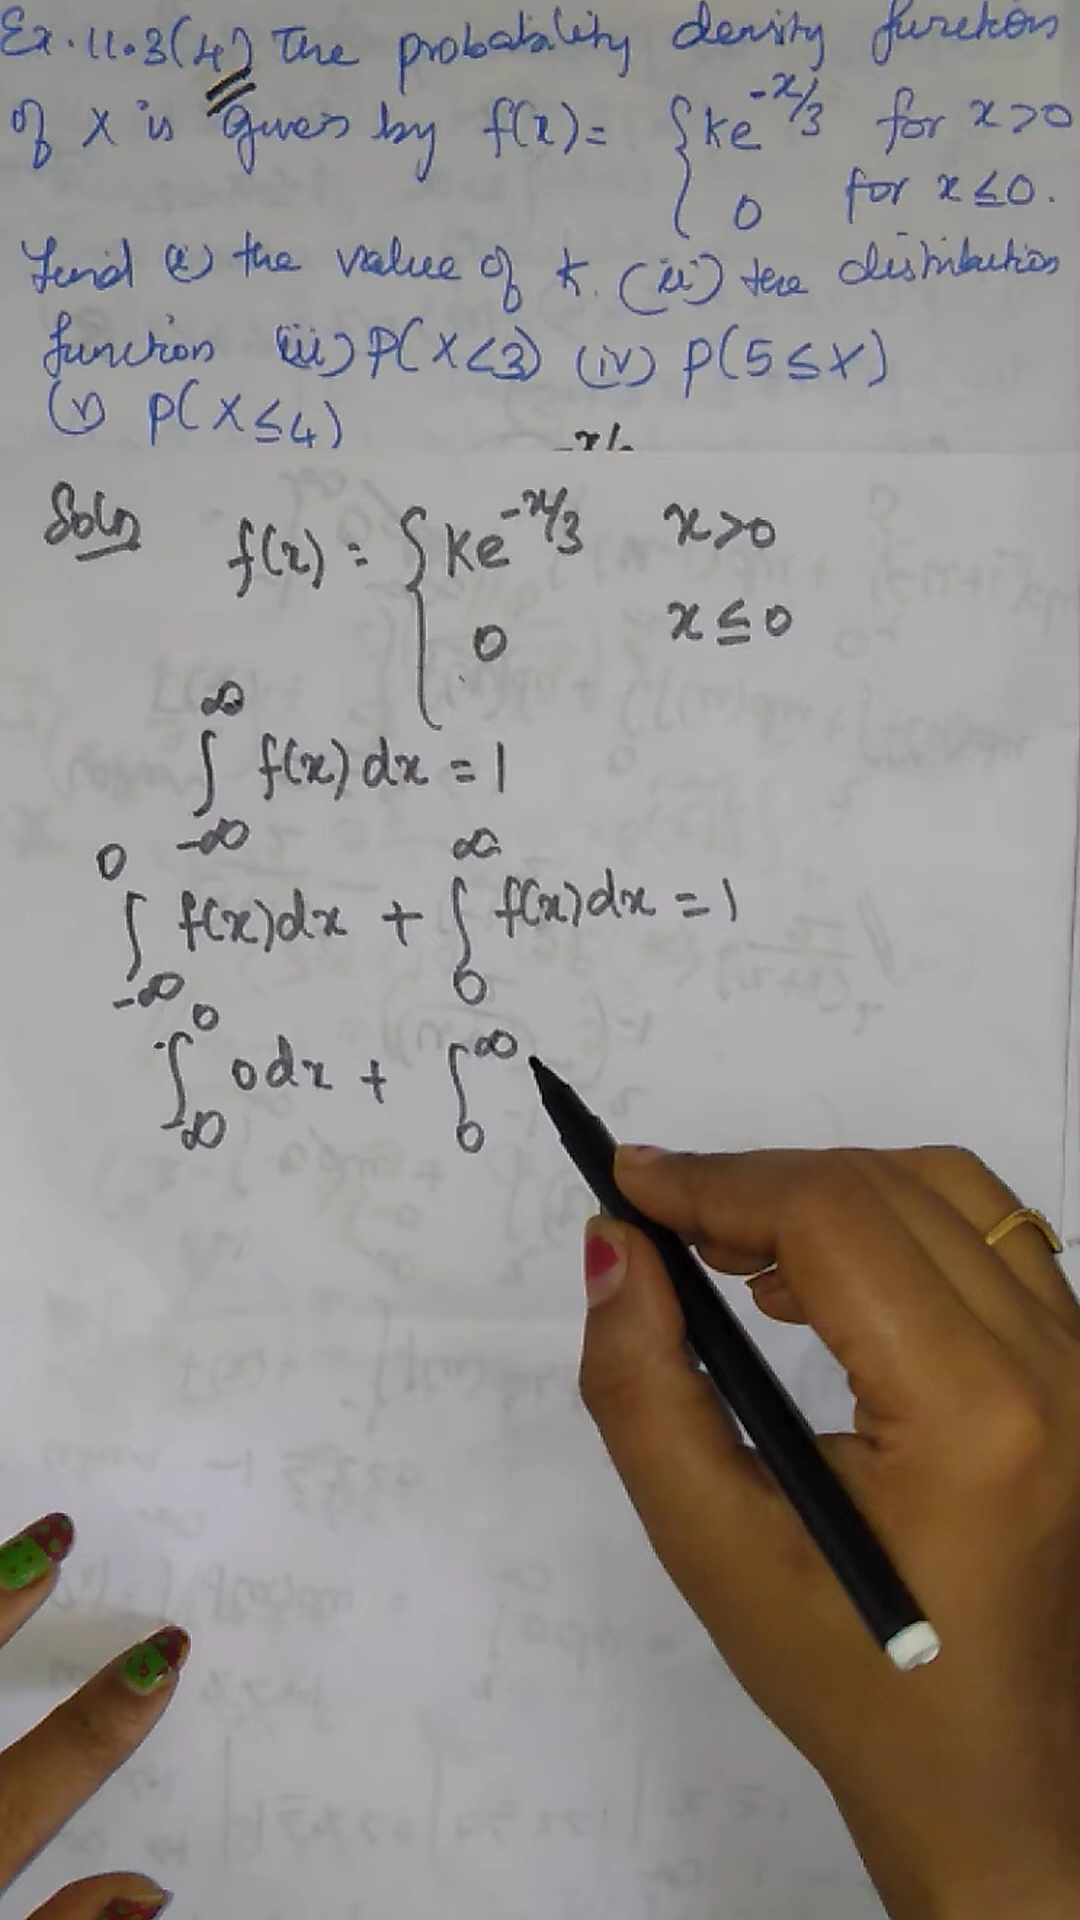 Ex. 11.3(4) The probability density function
of X is given by f(x) = { ke^{-x/3} for x>0
0 for x≤0.
Find (i) the value of k. (ii) the distribution
function (iii) P(X<3) (iv) P(5≤X)
(v) P(X≤4)
Soln f(x) = { ke^{-x/3} x>0
0 x≤0
∫_{-∞}^{∞} f(x) dx = 1
∫_{-∞}^{0} f(x)dx + ∫_{0}^{∞} f(x)dx = 1
∫_{-∞}^{0} 0dx + ∫_{0}^{∞}